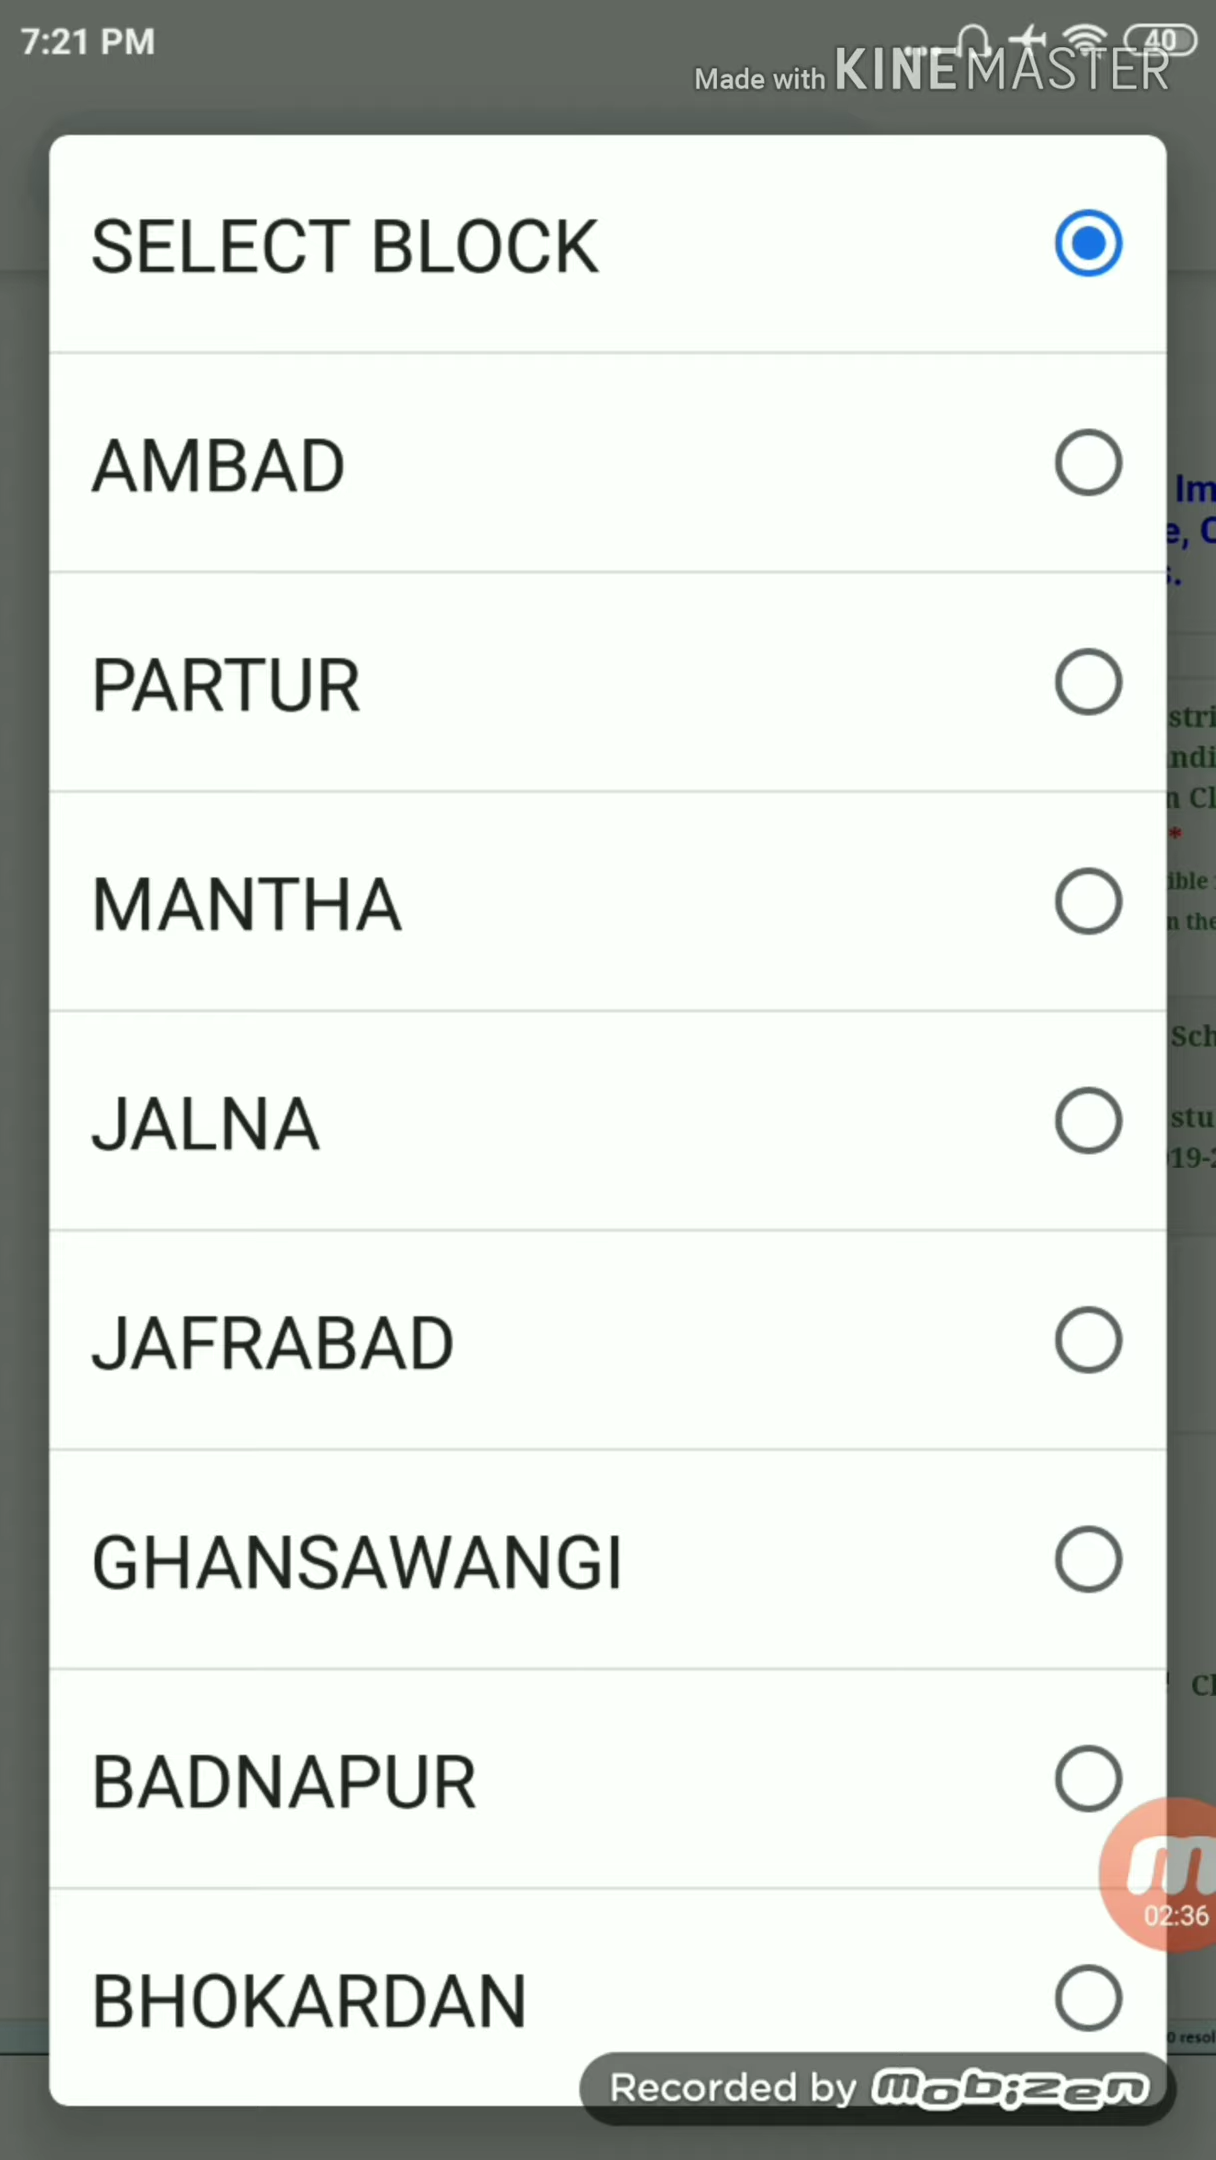 7:21 PM
40
Made with KINEMASTER
SELECT BLOCK
AMBAD
PARTUR
MANTHA
JALNA
JAFRABAD
GHANSAWANGI
BADNAPUR
BHOKARDAN
02:36
Recorded by mobizen